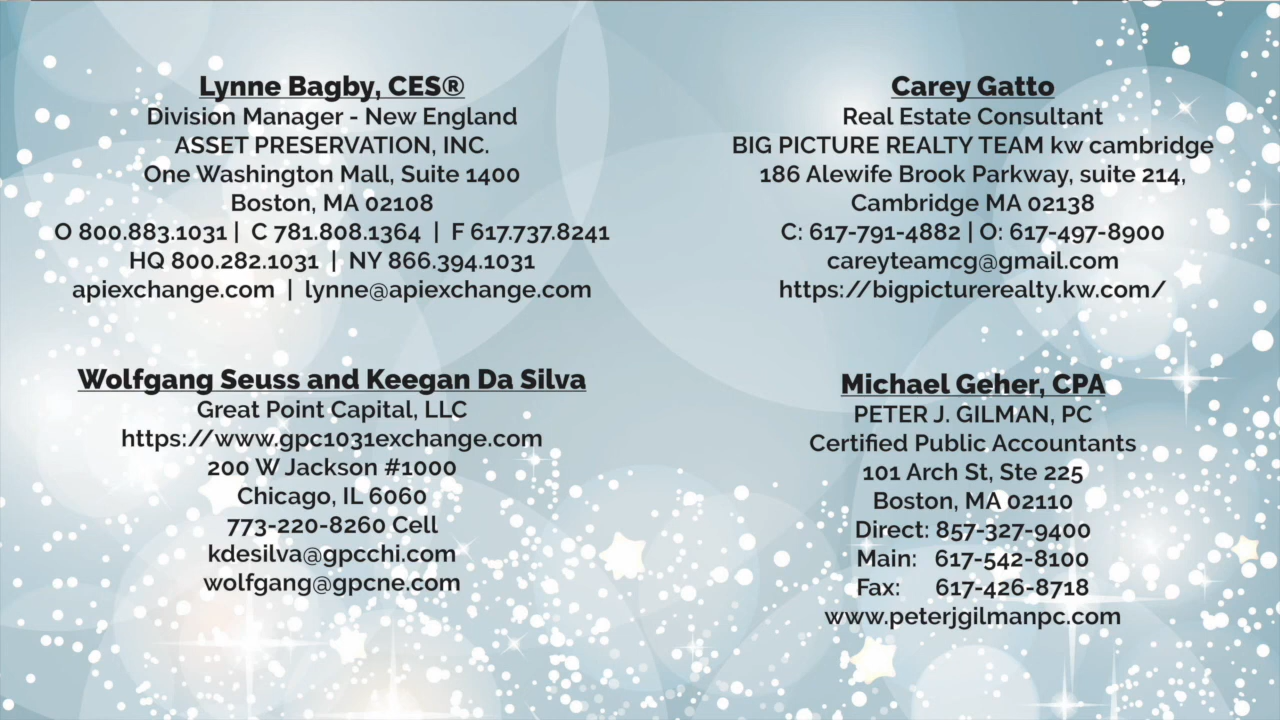 Lynne Bagby, CES®
Division Manager - New England
ASSET PRESERVATION, INC.
One Washington Mall, Suite 1400
Boston, MA 02108
O 800.883.1031 | C 781.808.1364 | F 617.737.8241
HQ 800.282.1031 | NY 866.394.1031
apiexchange.com | lynne@apiexchange.com
Carey Gatto
Real Estate Consultant
BIG PICTURE REALTY TEAM kw cambridge
186 Alewife Brook Parkway, suite 214,
Cambridge MA 02138
C: 617-791-4882 | O: 617-497-8900
careyteamcg@gmail.com
https://bigpicturerealty.kw.com/
Wolfgang Seuss and Keegan Da Silva
Great Point Capital, LLC
https://www.gpc1031exchange.com
200 W Jackson #1000
Chicago, IL 6060
773-220-8260 Cell
kdesilva@gpcchi.com
wolfgang@gpcne.com
Michael Geher, CPA
PETER J. GILMAN, PC
Certified Public Accountants
101 Arch St, Ste 225
Boston, MA 02110
Direct: 857-327-9400
Main: 617-542-8100
Fax: 617-426-8718
www.peterjgilmanpc.com